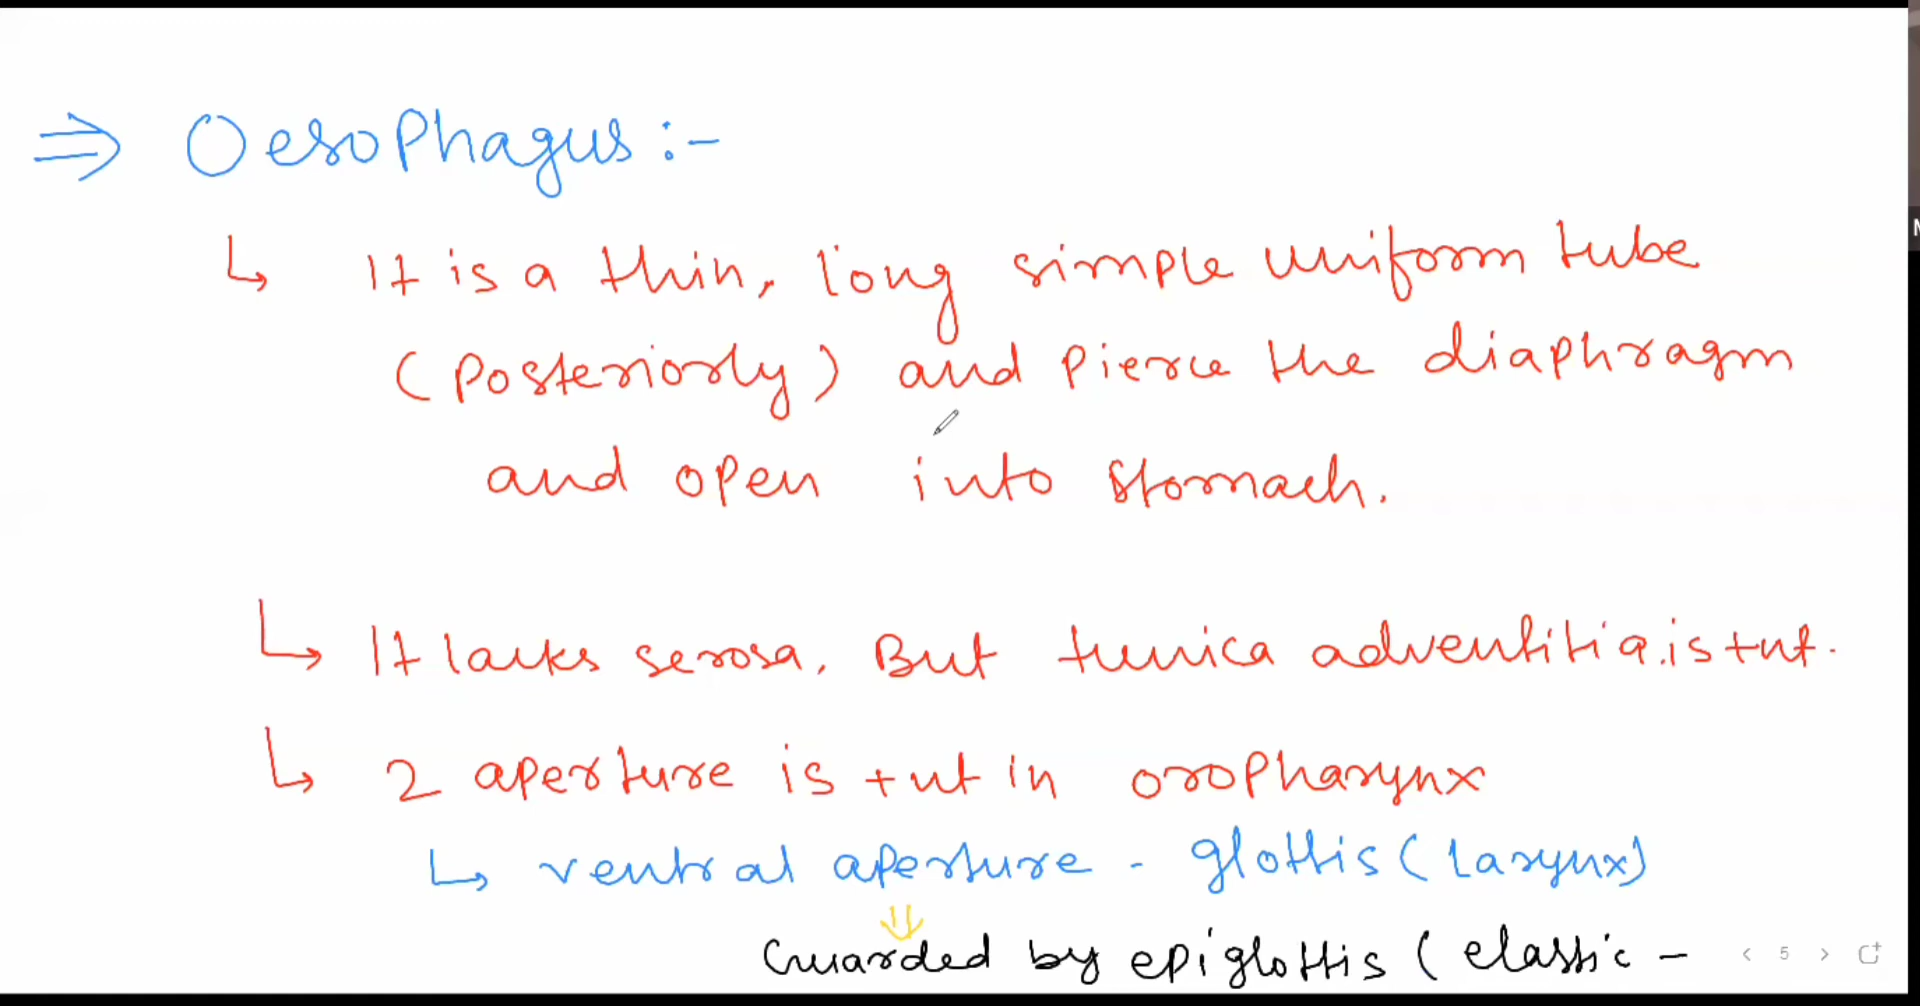 ⇒ Oesophagus :-
↳ It is a thin, long simple uniform tube
(Posteriorly) and Pierce the diaphragm
and open into stomach.
↳ It lacks serosa, But tunica adventitia is +nt.
↳ 2 aperture is +nt in oropharynx
↳ ventral aperture - glottis (Larynx)
⇓
Guarded by epiglottis ( elastic -
< 5 >